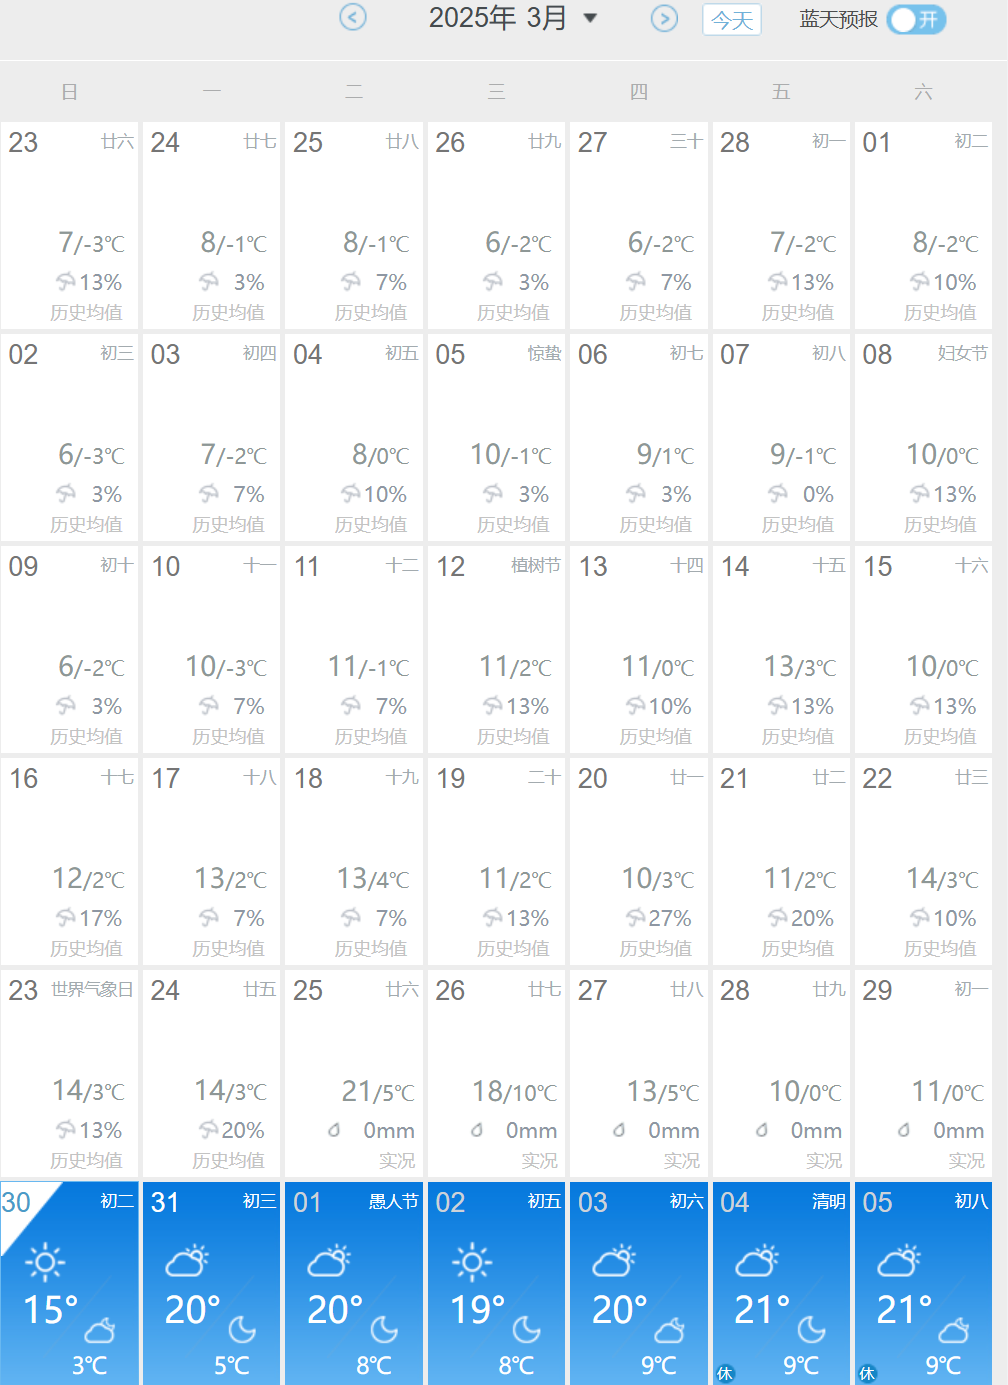 2025年 3月 今天 蓝天预报 开
日 一 二 三 四 五 六
23 廿六 24 廿七 25 廿八 26 廿九 27 三十 28 初一 01 初二
7/-3℃ 8/-1℃ 8/-1℃ 6/-2℃ 6/-2℃ 7/-2℃ 8/-2℃
13% 3% 7% 3% 7% 13% 10%
历史均值 历史均值 历史均值 历史均值 历史均值 历史均值 历史均值
02 初三 03 初四 04 初五 05 惊蛰 06 初七 07 初八 08 妇女节
6/-3℃ 7/-2℃ 8/0℃ 10/-1℃ 9/1℃ 9/-1℃ 10/0℃
3% 7% 10% 3% 3% 0% 13%
历史均值 历史均值 历史均值 历史均值 历史均值 历史均值 历史均值
09 初十 10 十一 11 十二 12 植树节 13 十四 14 十五 15 十六
6/-2℃ 10/-3℃ 11/-1℃ 11/2℃ 11/0℃ 13/3℃ 10/0℃
3% 7% 7% 13% 10% 13% 13%
历史均值 历史均值 历史均值 历史均值 历史均值 历史均值 历史均值
16 十七 17 十八 18 十九 19 二十 20 廿一 21 廿二 22 廿三
12/2℃ 13/2℃ 13/4℃ 11/2℃ 10/3℃ 11/2℃ 14/3℃
17% 7% 7% 13% 27% 20% 10%
历史均值 历史均值 历史均值 历史均值 历史均值 历史均值 历史均值
23 世界气象日 24 廿五 25 廿六 26 廿七 27 廿八 28 廿九 29 初一
14/3℃ 14/3℃ 21/5℃ 18/10℃ 13/5℃ 10/0℃ 11/0℃
13% 20% 0mm 0mm 0mm 0mm 0mm
历史均值 历史均值 实况 实况 实况 实况 实况
30 初二 31 初三 01 愚人节 02 初五 03 初六 04 清明 05 初八
15° 20° 20° 19° 20° 21° 21°
3℃ 5℃ 8℃ 8℃ 9℃ 休 9℃ 休 9℃